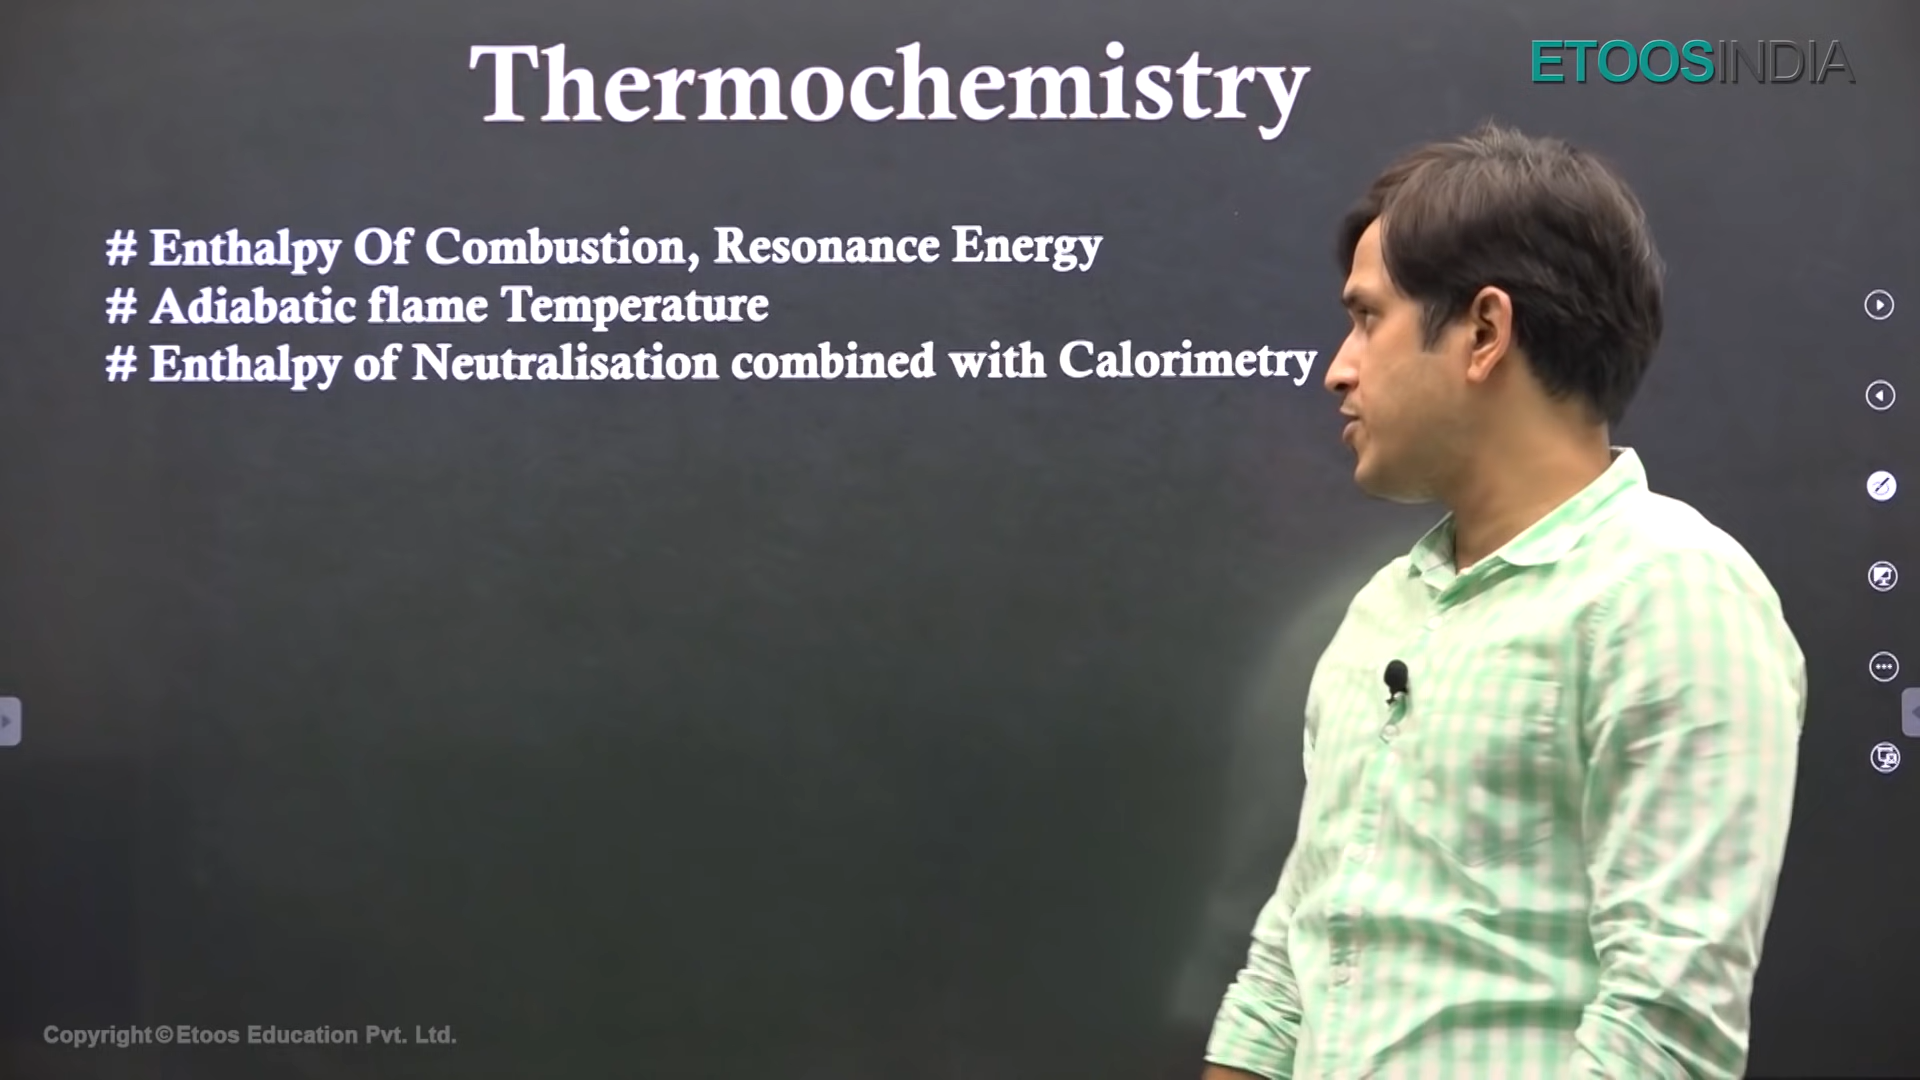 Thermochemistry
ETOOSINDIA
# Enthalpy Of Combustion, Resonance Energy
# Adiabatic flame Temperature
# Enthalpy of Neutralisation combined with Calorimetry
Copyright©Etoos Education Pvt. Ltd.